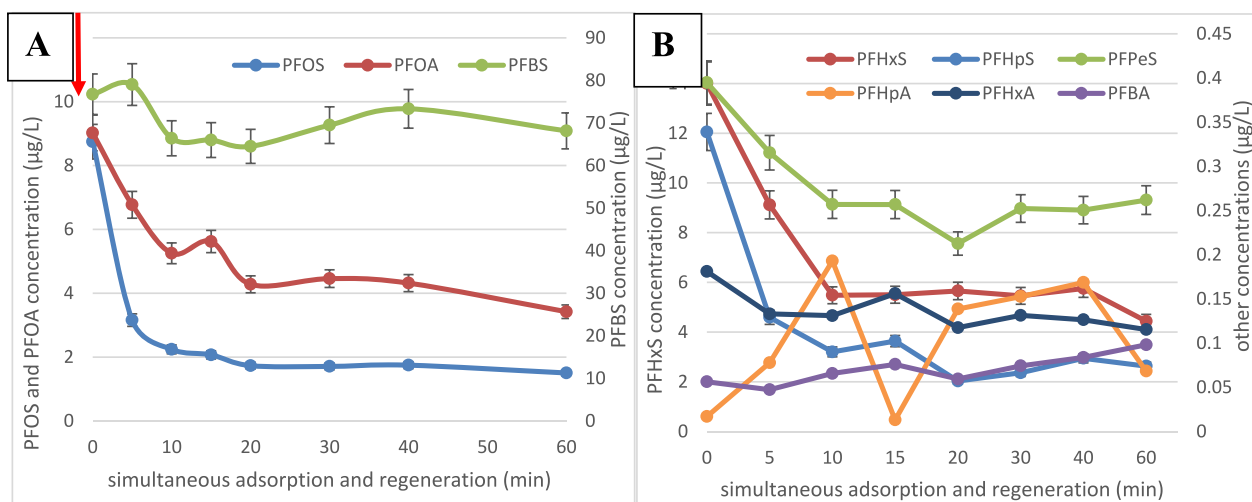 A
PFOS PFOA PFBS
PFOS and PFOA concentration (µg/L)
10
8
6
4
2
0
90
80
70
60
50
40
30
20
10
0
PFBS concentration (µg/L)
0 5 10 15 20 30 40 50 60
simultaneous adsorption and regeneration (min)
B
PFHxS PFHpS PFPeS
PFHpA PFHxA PFBA
PFHxS concentration (µg/L)
12
10
8
6
4
2
0
0.45
0.4
0.35
0.3
0.25
0.2
0.15
0.1
0.05
0
other concentrations (µg/L)
0 5 10 15 20 30 40 60
simultaneous adsorption and regeneration (min)